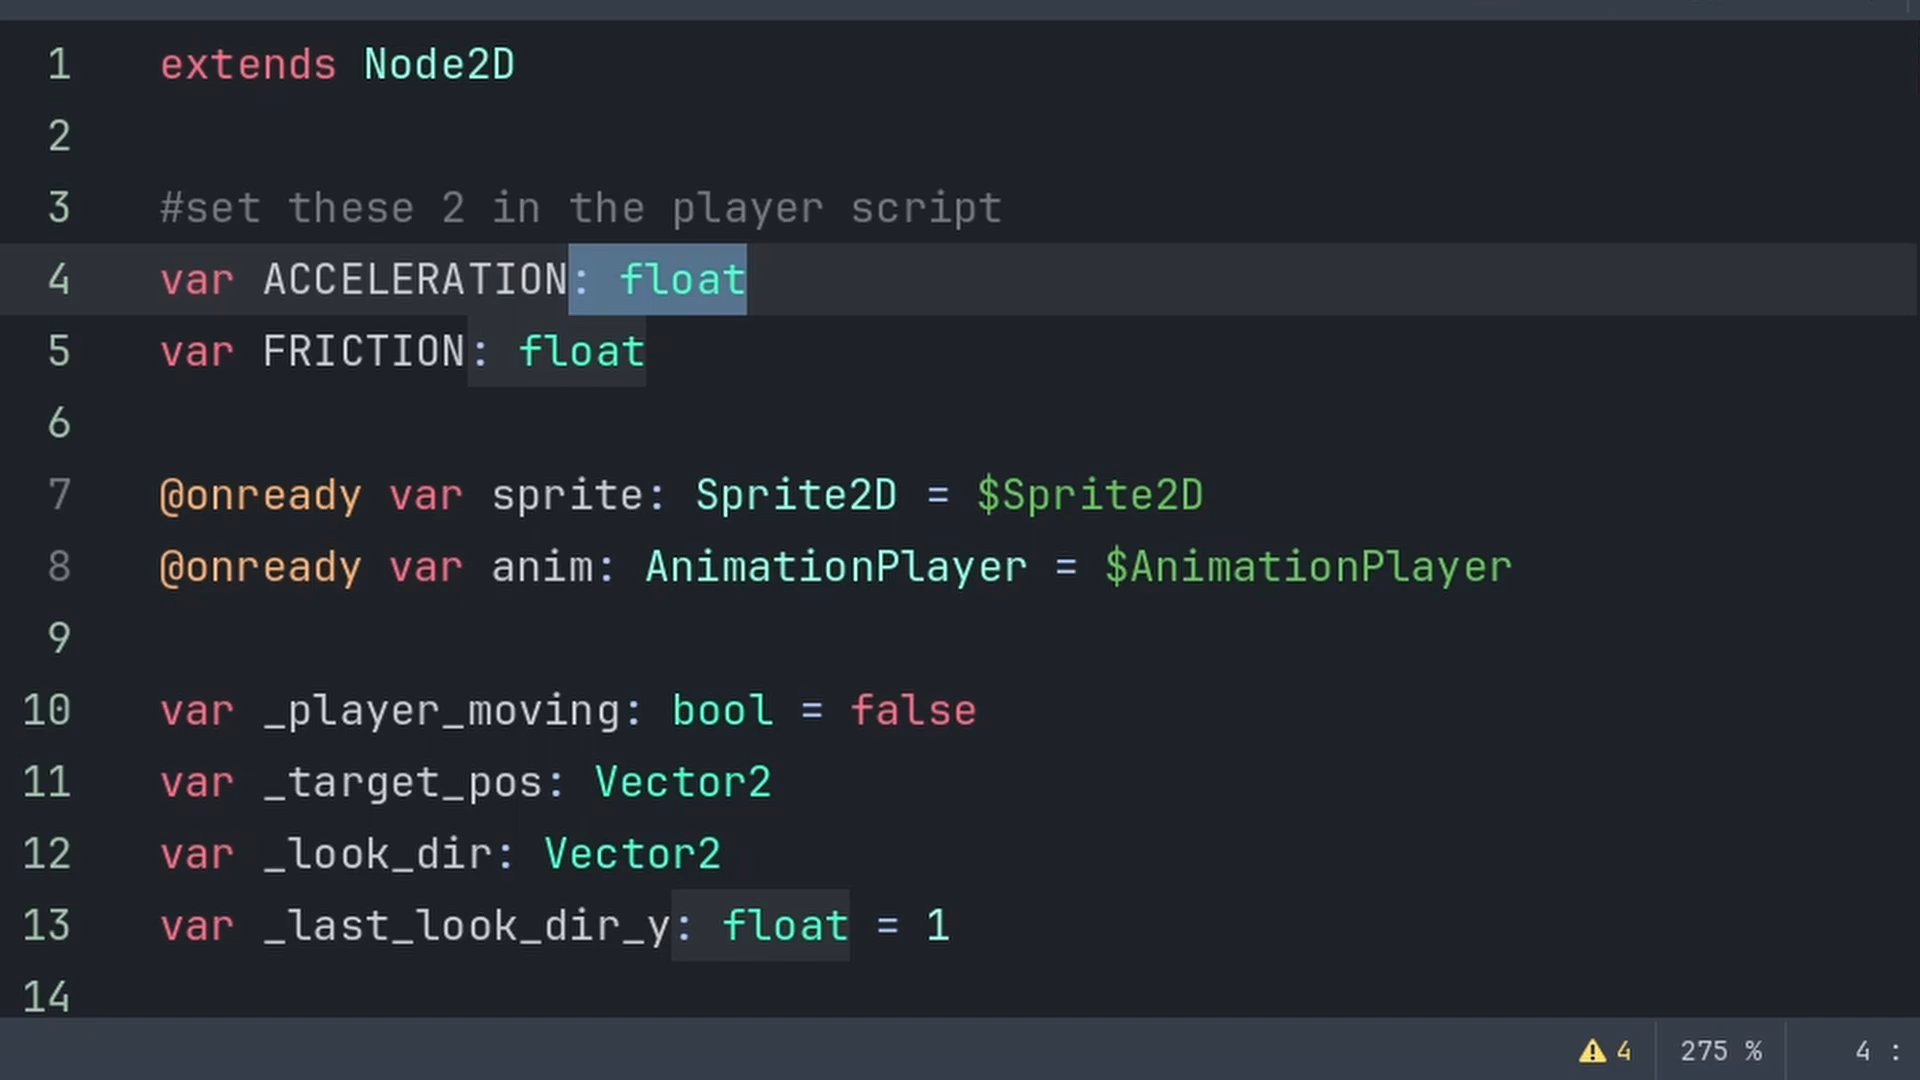 1 extends Node2D
2
3 #set these 2 in the player script
4 var ACCELERATION: float
5 var FRICTION: float
6
7 @onready var sprite: Sprite2D = $Sprite2D
8 @onready var anim: AnimationPlayer = $AnimationPlayer
9
10 var _player_moving: bool = false
11 var _target_pos: Vector2
12 var _look_dir: Vector2
13 var _last_look_dir_y: float = 1
14
4 275 % 4 :